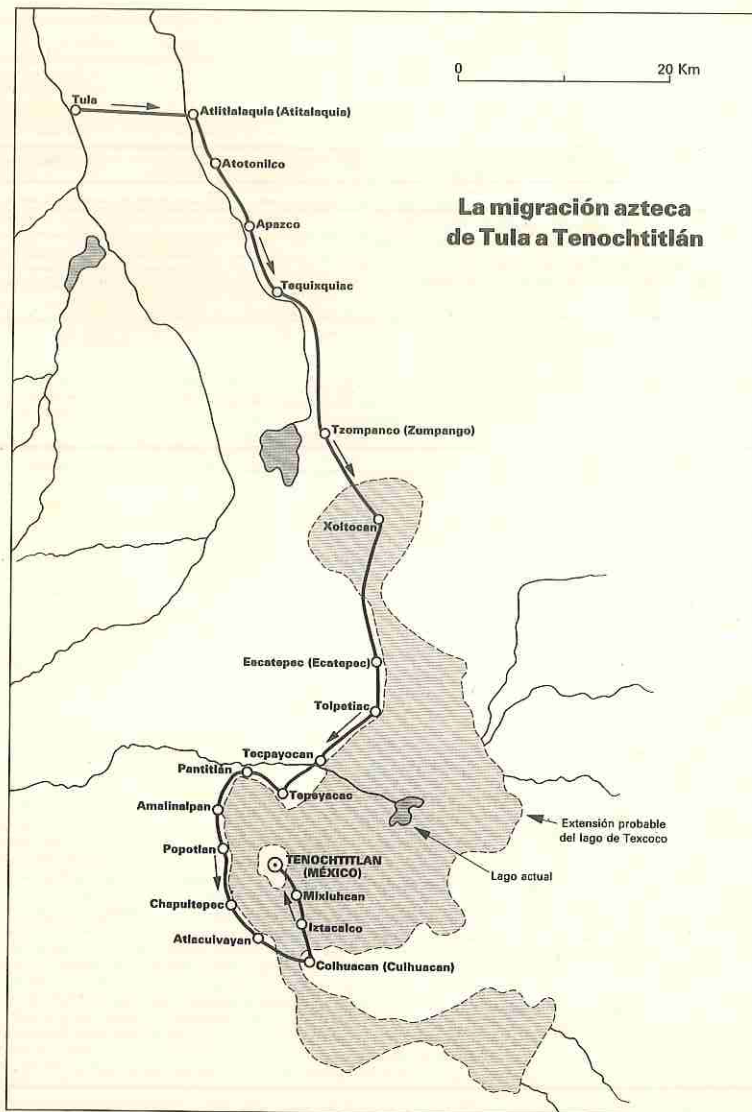 0 20 Km
Tula
Atlitlalaquia (Atitalaquia)
Atotonilco
La migración azteca
de Tula a Tenochtitlán
Apazco
Tequixquiac
Tzompanco (Zumpango)
Xoltocan
Ecatepec (Ecatepec)
Tolpetlac
Tecpayocan
Pantitlán
Tepeyacac
Amalinalpan
Extensión probable
del lago de Texcoco
Popotlan
TENOCHTITLAN
(MÉXICO)
Lago actual
Mixiuhcan
Chapultepec
Iztacalco
Atlacuivayan
Colhuacan (Culhuacan)